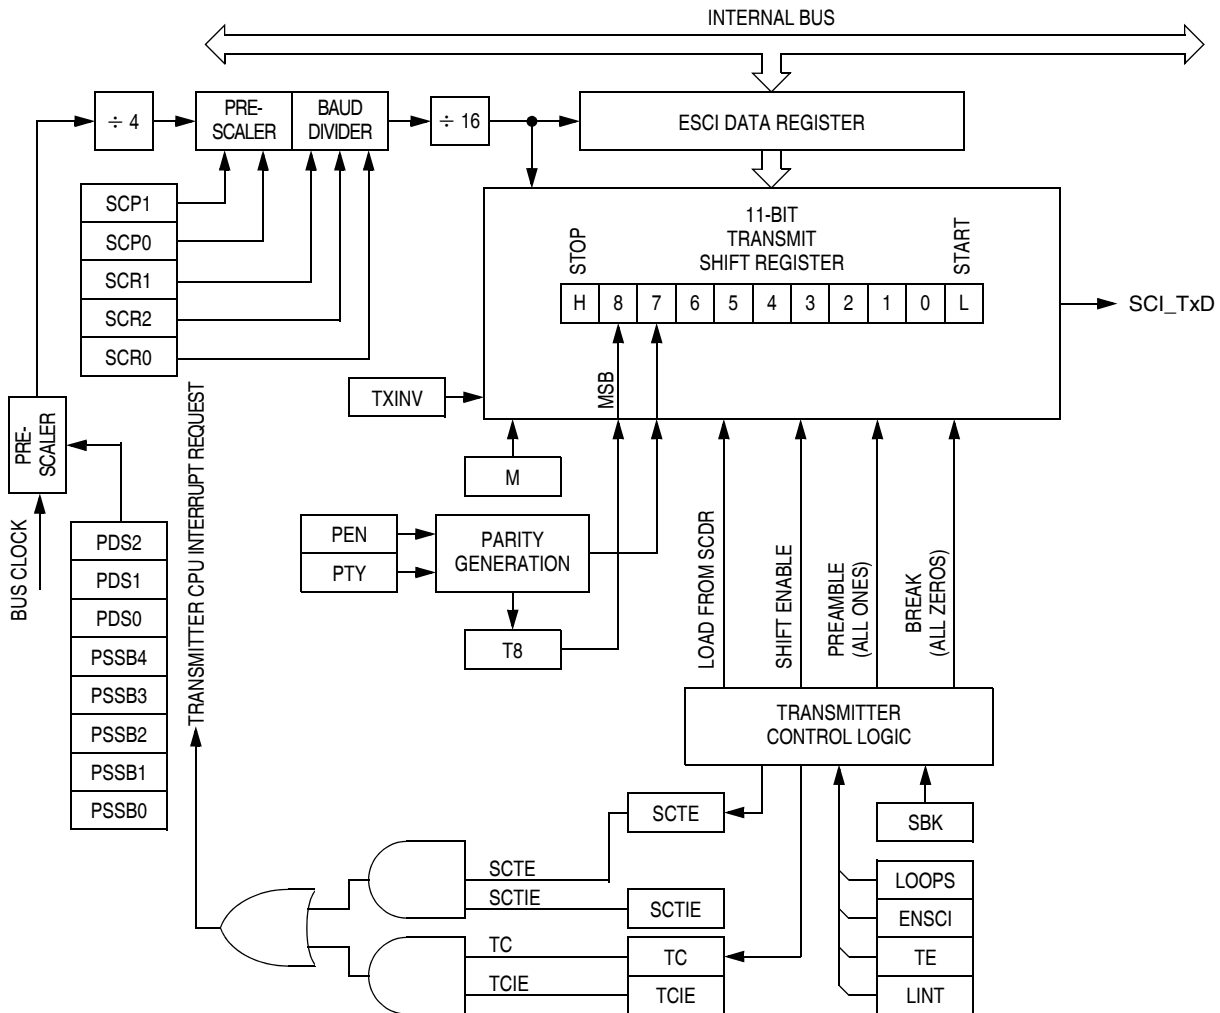 INTERNAL BUS
÷ 4
PRE-
SCALER
BAUD
DIVIDER
÷ 16
ESCI DATA REGISTER
SCP1
SCP0
SCR1
SCR2
SCR0
11-BIT
TRANSMIT
SHIFT REGISTER
STOP
START
H 8 7 6 5 4 3 2 1 0 L
SCI_TxD
TXINV
MSB
M
PRE-
SCALER
BUS CLOCK
PDS2
PDS1
PDS0
PSSB4
PSSB3
PSSB2
PSSB1
PSSB0
TRANSMITTER CPU INTERRUPT REQUEST
PEN
PTY
PARITY
GENERATION
T8
LOAD FROM SCDR
SHIFT ENABLE
PREAMBLE
(ALL ONES)
BREAK
(ALL ZEROS)
TRANSMITTER
CONTROL LOGIC
SCTE
SBK
SCTE
SCTIE
SCTIE
TC
TC
TCIE
TCIE
LOOPS
ENSCI
TE
LINT